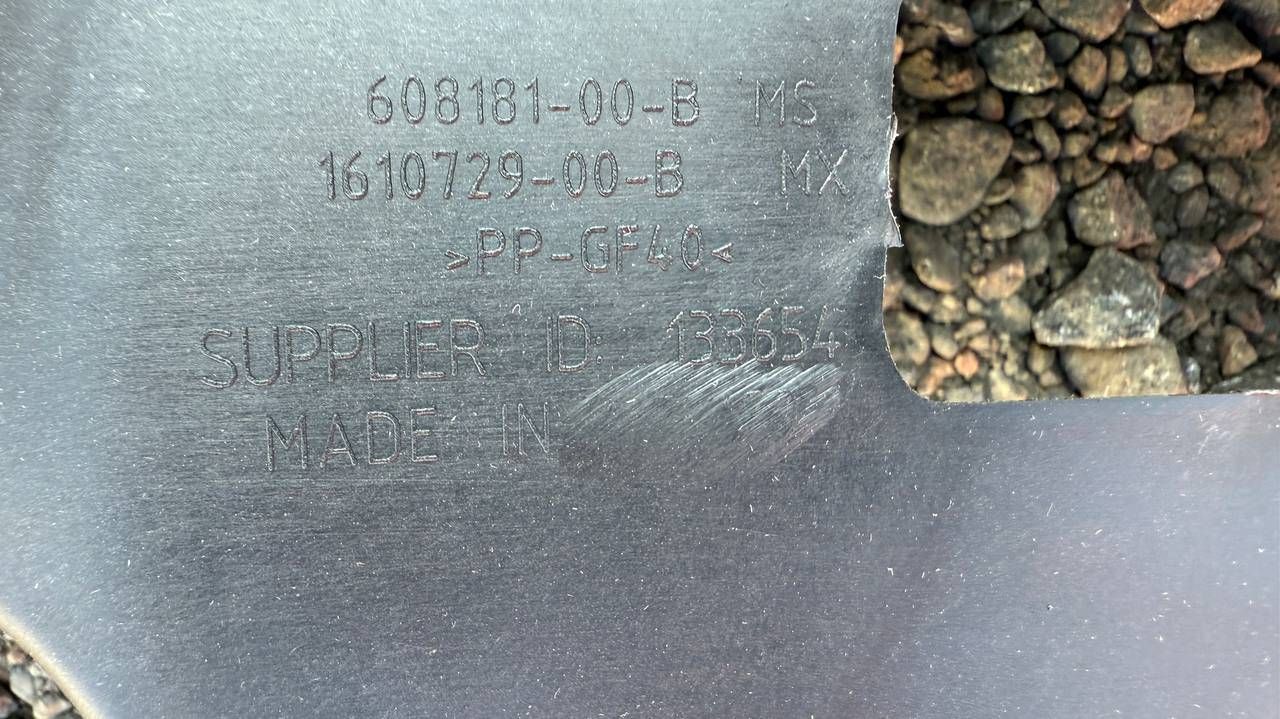 608181-00-B MS
1610729-00-B MX
>PP-GF40<
SUPPLIER ID: 133654
MADE IN